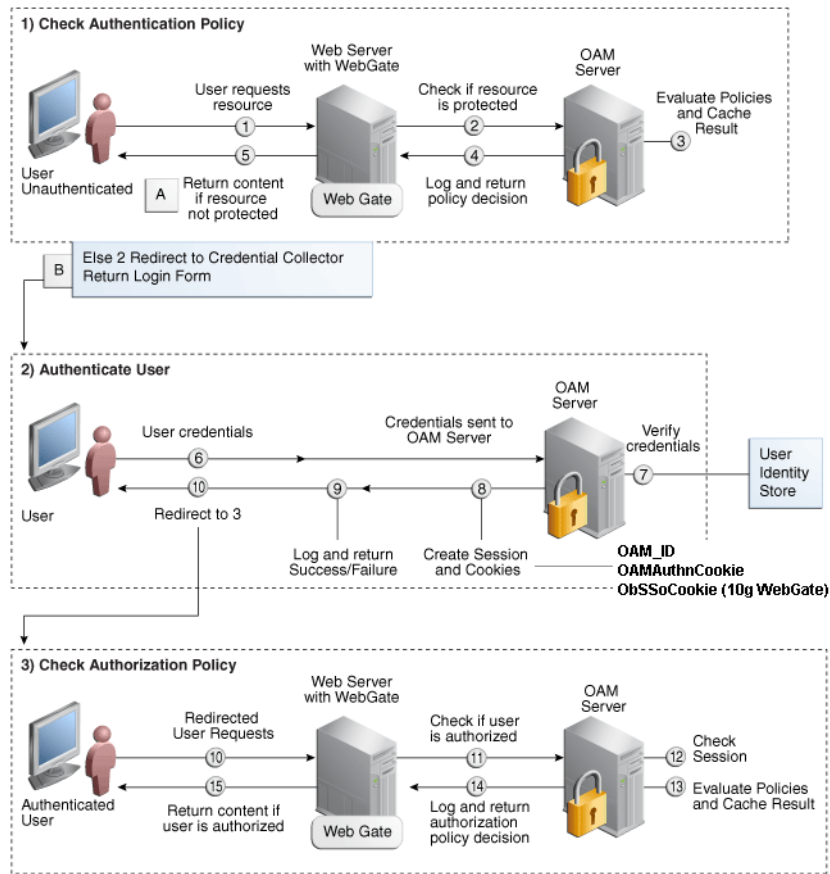 1) Check Authentication Policy
Web Server
with WebGate
OAM
Server
User requests
resource
Check if resource
is protected
Evaluate Policies
and Cache
Result
1
2
3
5
4
User
Unauthenticated
A
Return content
if resource
not protected
Web Gate
Log and return
policy decision
B
Else 2 Redirect to Credential Collector
Return Login Form
2) Authenticate User
OAM
Server
User credentials
Credentials sent to
OAM Server
Verify
credentials
User
Identity
Store
6
7
10
9
8
User
Redirect to 3
Log and return
Success/Failure
Create Session
and Cookies
OAM_ID
OAMAuthnCookie
ObSSoCookie (10g WebGate)
3) Check Authorization Policy
Web Server
with WebGate
OAM
Server
Redirected
User Requests
Check if user
is authorized
Check
Session
10
11
12
15
14
13
Evaluate Policies
and Cache Result
Authenticated
User
Return content if
user is authorized
Web Gate
Log and return
authorization
policy decision